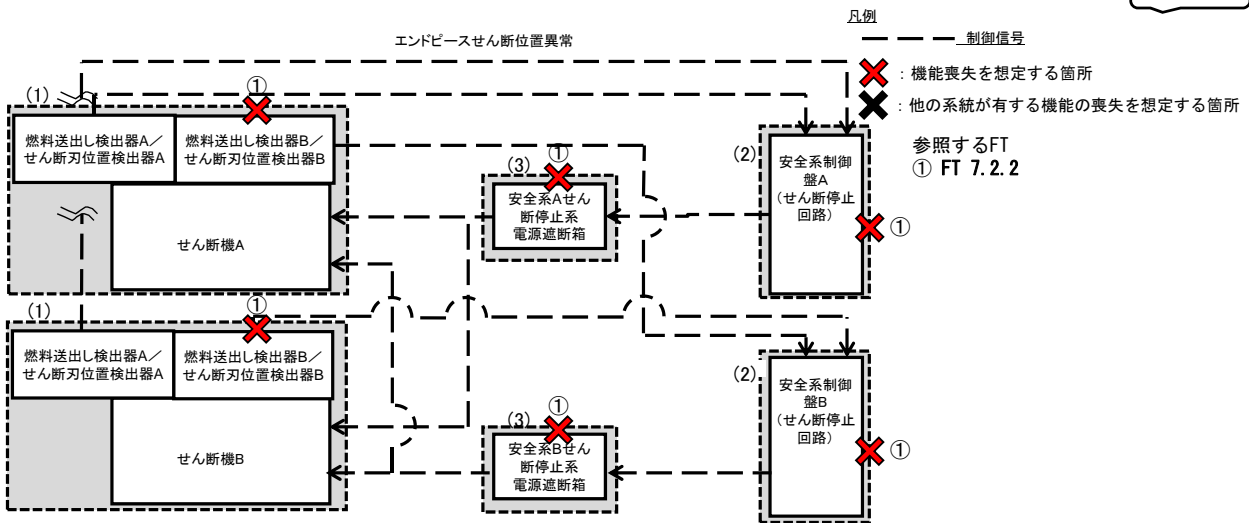 凡例
制御信号
：機能喪失を想定する箇所
：他の系統が有する機能の喪失を想定する箇所
参照するFT
① FT 7.2.2
エンドピースせん断位置異常
(1)
①
燃料送出し検出器A／
せん断刃位置検出器A
燃料送出し検出器B／
せん断刃位置検出器B
せん断機A
(3)
①
安全系Aせん
断停止系
電源遮断箱
(2)
安全系制御
盤A
(せん断停止
回路)
①
(1)
①
燃料送出し検出器A／
せん断刃位置検出器A
燃料送出し検出器B／
せん断刃位置検出器B
せん断機B
(3)
①
安全系Bせん
断停止系
電源遮断箱
(2)
安全系制御
盤B
(せん断停止
回路)
①